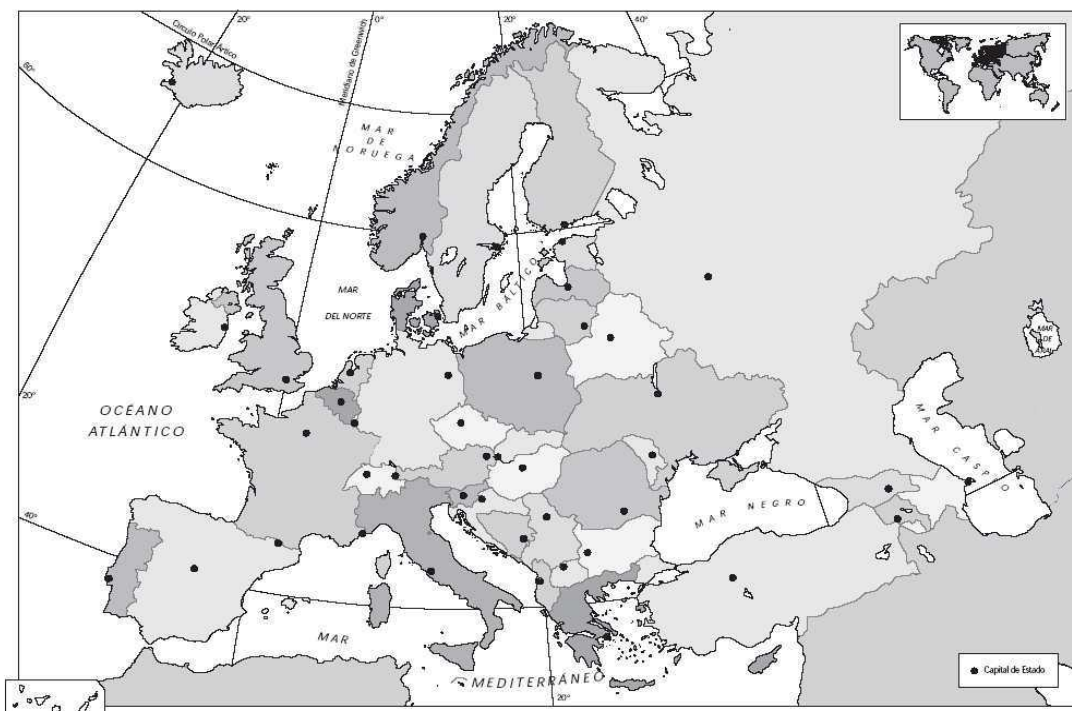 20°
0°
20°
40°
Círculo Polar Ártico
Meridiano de Greenwich
60°
MAR
DE
NORUEGA
MAR
DEL NORTE
MAR BÁLTICO
MAR
DE
ARAL
20°
OCÉANO
ATLÁNTICO
MAR CASPIO
MAR NEGRO
40°
MAR
MEDITERRÁNEO
Capital de Estado
20°